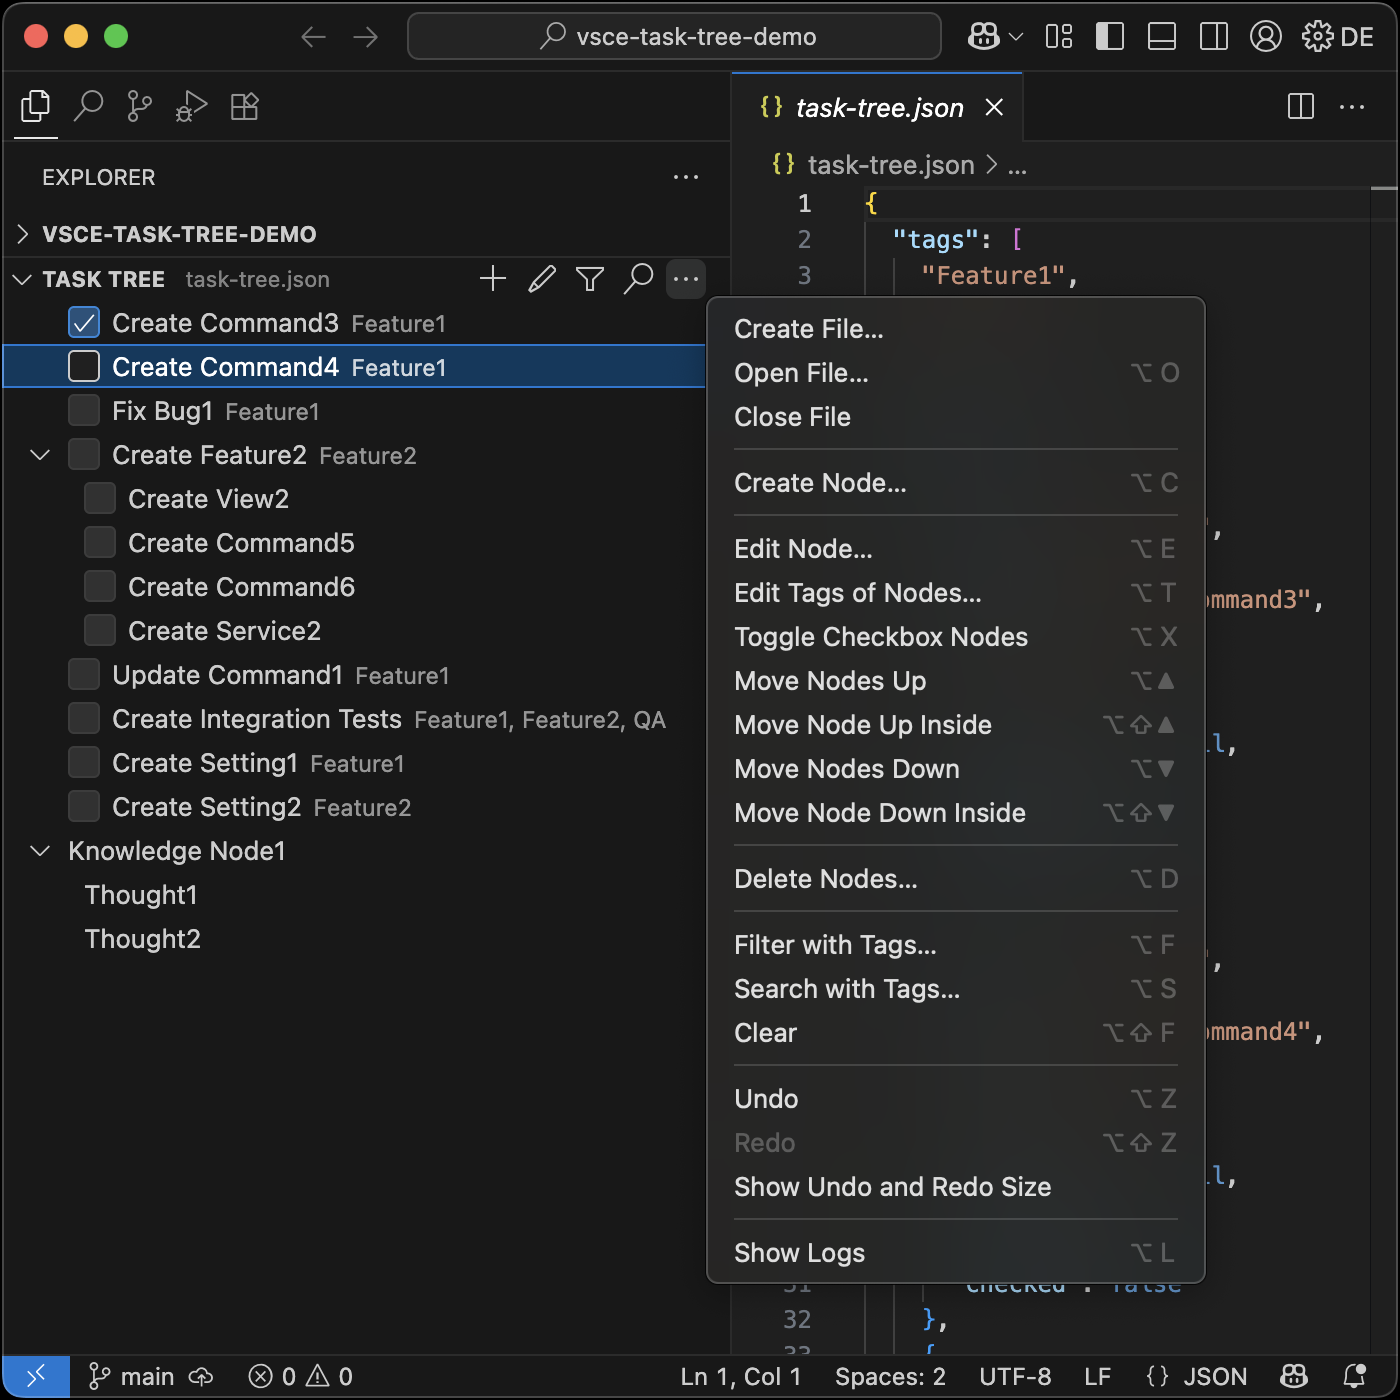 vsce-task-tree-demo
DE
task-tree.json
EXPLORER
task-tree.json > ...
VSCE-TASK-TREE-DEMO
TASK TREE task-tree.json
1 {
2 "tags": [
3 "Feature1",
Create Command3 Feature1
Create Command4 Feature1
Fix Bug1 Feature1
Create Feature2 Feature2
Create View2
Create Command5
Create Command6
Create Service2
Update Command1 Feature1
Create Integration Tests Feature1, Feature2, QA
Create Setting1 Feature1
Create Setting2 Feature2
Knowledge Node1
Thought1
Thought2
Create File...
Open File... ⌥ O
Close File
Create Node... ⌥ C
Edit Node... ⌥ E
Edit Tags of Nodes... ⌥ T
Toggle Checkbox Nodes ⌥ X
Move Nodes Up ⌥▲
Move Node Up Inside ⌥⇧▲
Move Nodes Down ⌥▼
Move Node Down Inside ⌥⇧▼
Delete Nodes... ⌥ D
Filter with Tags... ⌥ F
Search with Tags... ⌥ S
Clear ⌥⇧ F
Undo ⌥ Z
Redo ⌥⇧ Z
Show Undo and Redo Size
Show Logs ⌥ L
",
ommand3",
l,
",
ommand4",
l,
31 "checked": false
32 },
33 {
main 0 0 Ln 1, Col 1 Spaces: 2 UTF-8 LF {} JSON